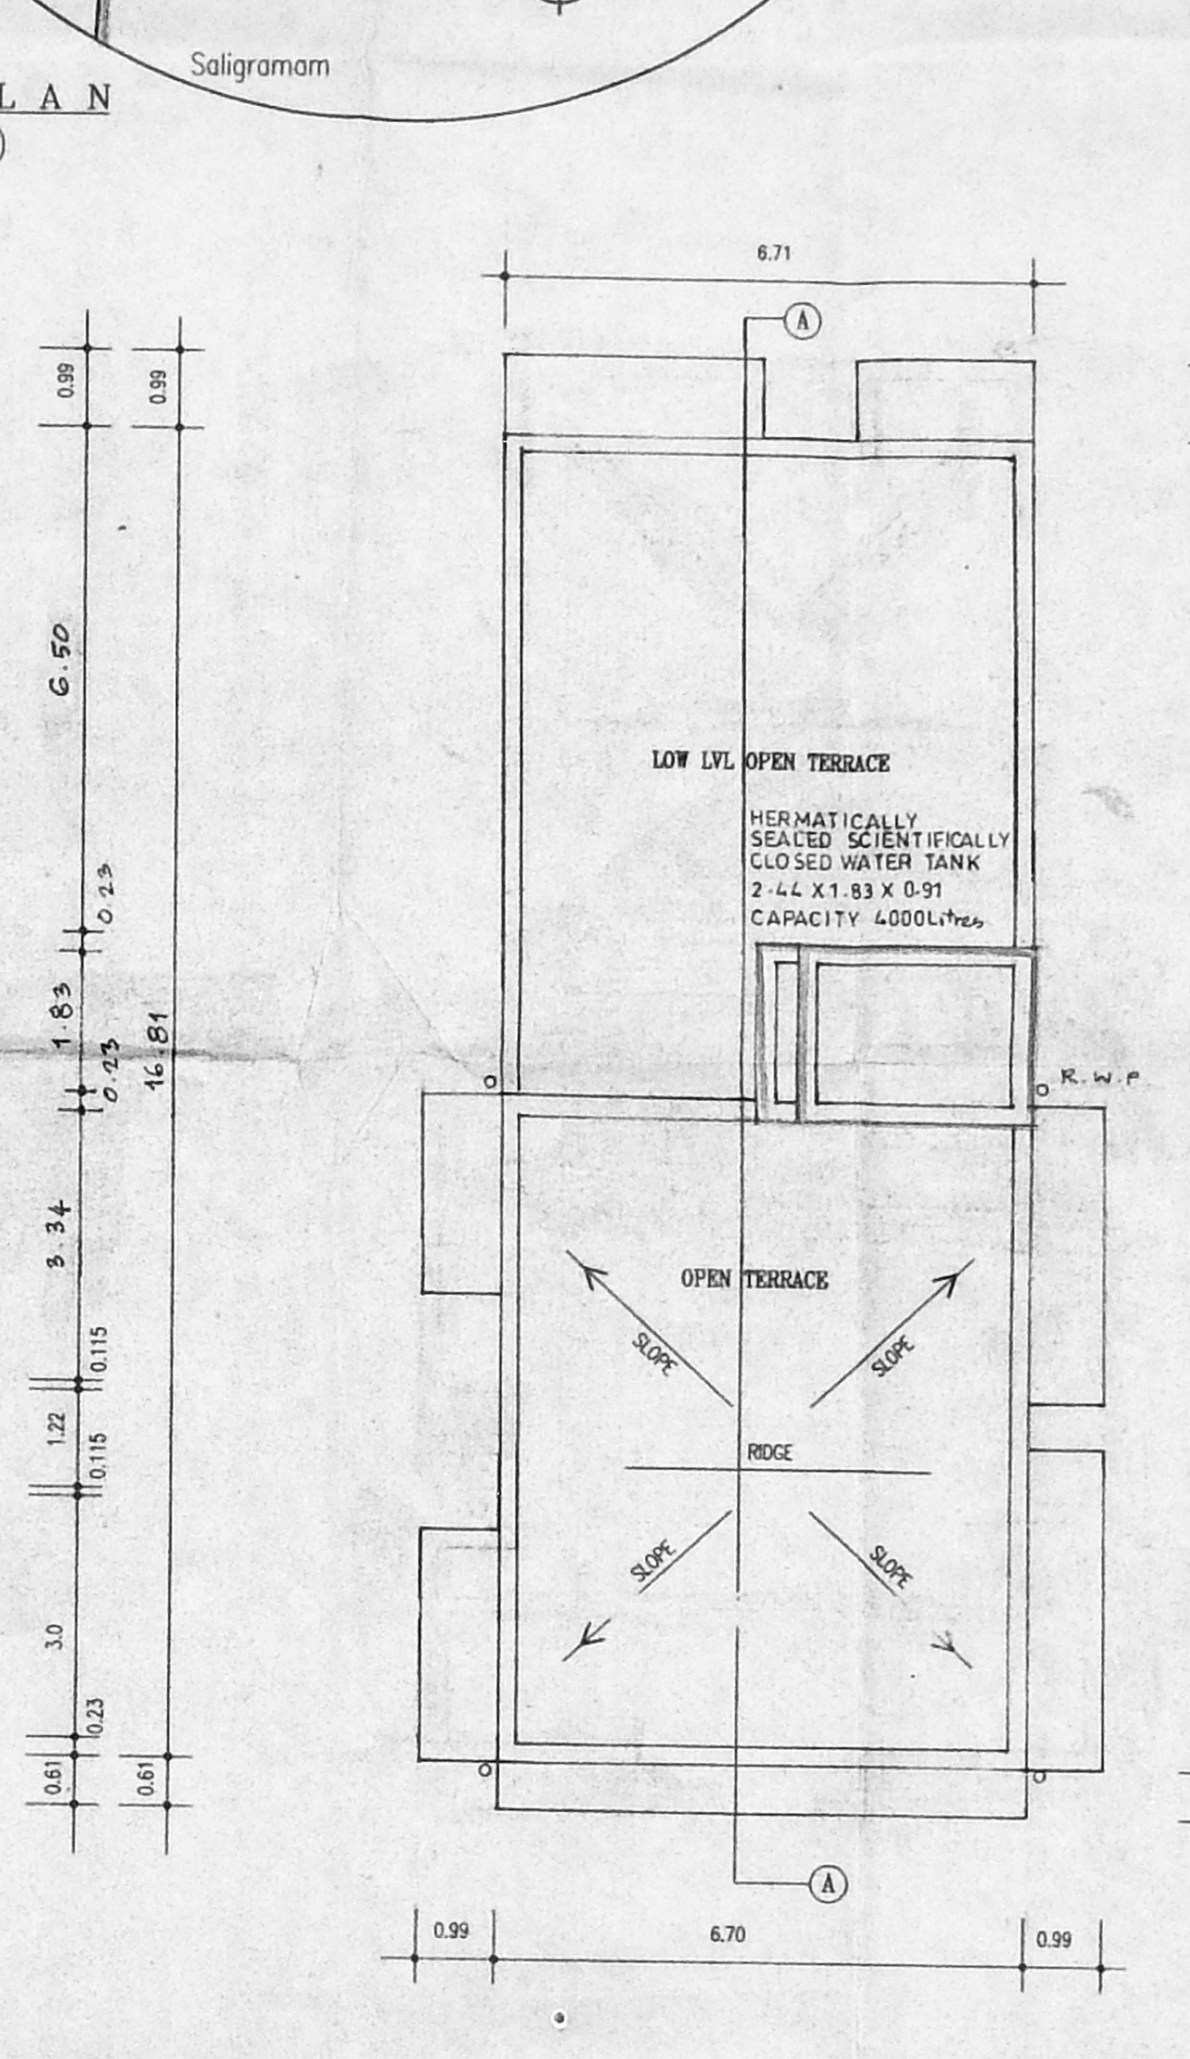 Saligramam
L A N
)
6.71
A
0.99
0.99
6.50
LOW LVL OPEN TERRACE
HERMATICALLY
SEALED SCIENTIFICALLY
CLOSED WATER TANK
2.44 X 1.83 X 0.91
CAPACITY 4000 Litres
0.23
1.83
0.23
16.81
R.W.P
3.34
OPEN TERRACE
SLOPE
SLOPE
0.115
1.22
0.115
RIDGE
SLOPE
SLOPE
3.0
0.23
0.61
0.61
A
0.99
6.70
0.99